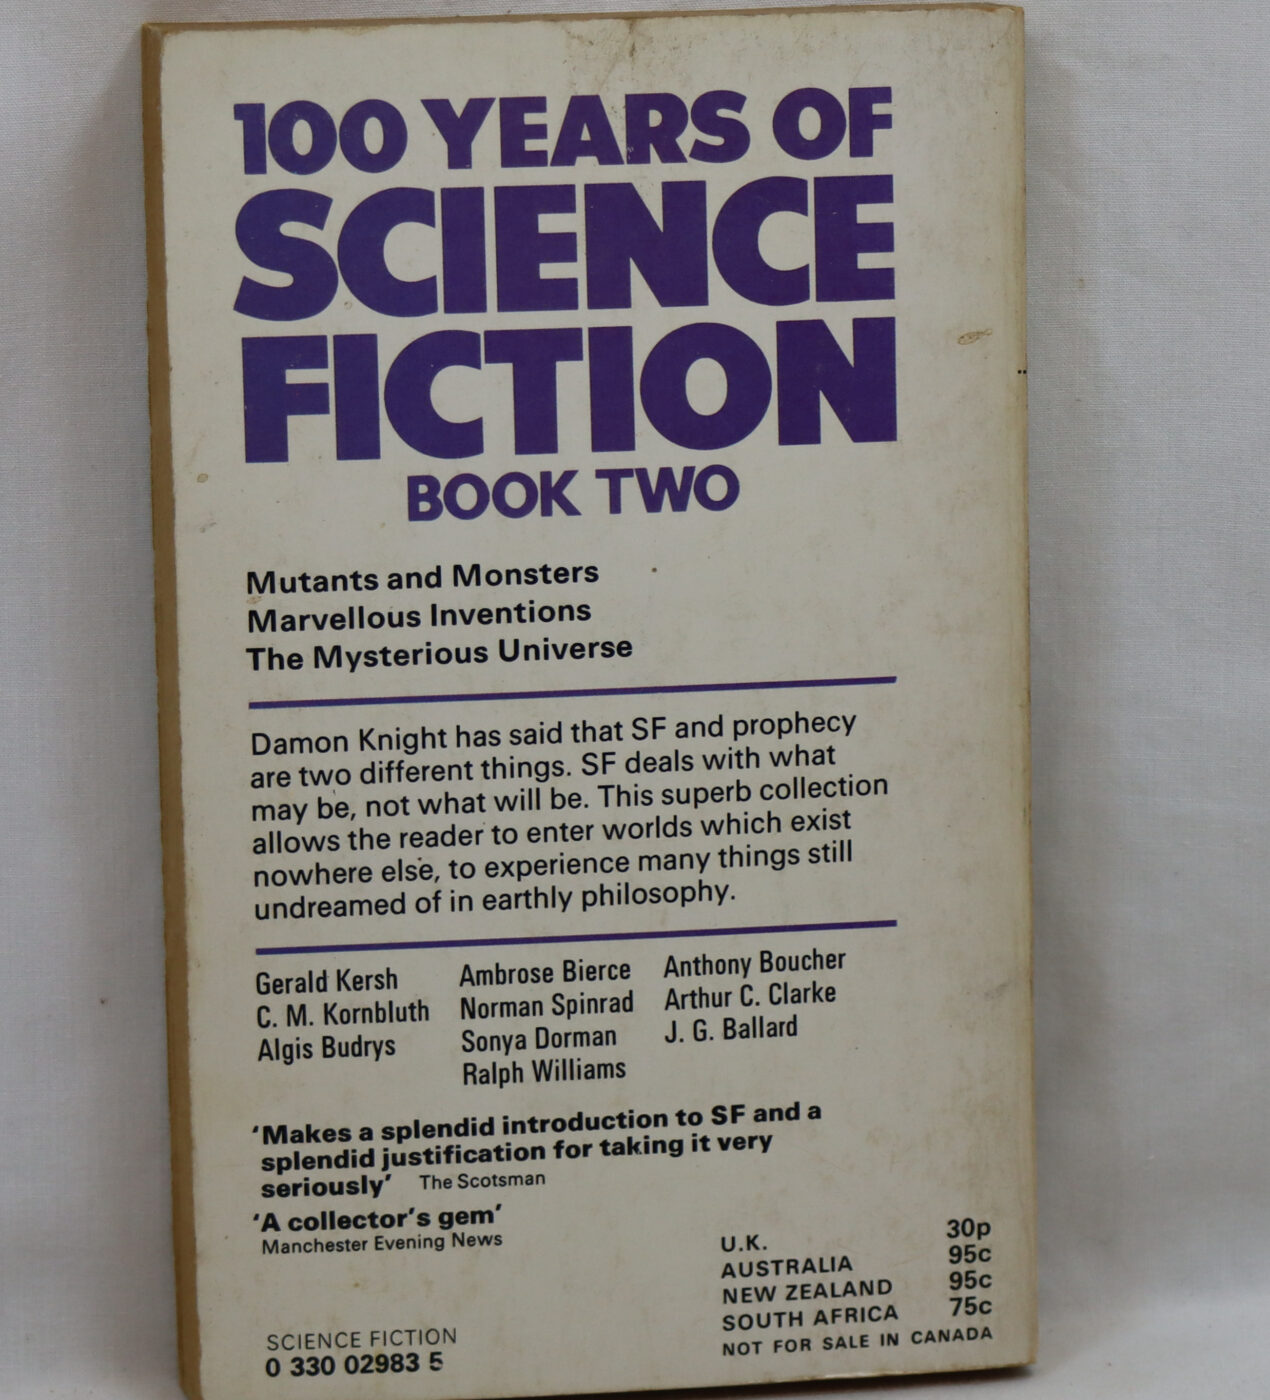 100 YEARS OF
SCIENCE
FICTION
BOOK TWO
Mutants and Monsters
Marvellous Inventions
The Mysterious Universe
Damon Knight has said that SF and prophecy
are two different things. SF deals with what
may be, not what will be. This superb collection
allows the reader to enter worlds which exist
nowhere else, to experience many things still
undreamed of in earthly philosophy.
Gerald Kersh
C. M. Kornbluth
Algis Budrys
Ambrose Bierce
Norman Spinrad
Sonya Dorman
Ralph Williams
Anthony Boucher
Arthur C. Clarke
J. G. Ballard
‘Makes a splendid introduction to SF and a
splendid justification for taking it very
seriously’ The Scotsman
‘A collector's gem’
Manchester Evening News
U.K. 30p
AUSTRALIA 95c
NEW ZEALAND 95c
SOUTH AFRICA 75c
NOT FOR SALE IN CANADA
SCIENCE FICTION
0 330 02983 5